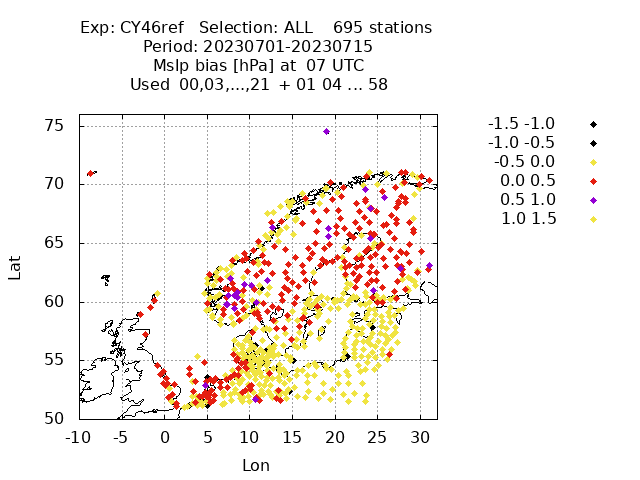 Exp: CY46ref   Selection: ALL    695 stations
Period: 20230701-20230715
Mslp bias [hPa] at  07 UTC
Used  00,03,...,21  + 01 04 ... 58
-1.5 -1.0
-1.0 -0.5
-0.5 0.0
0.0 0.5
0.5 1.0
1.0 1.5
75
70
65
60
55
50
Lat
-10 -5 0 5 10 15 20 25 30
Lon